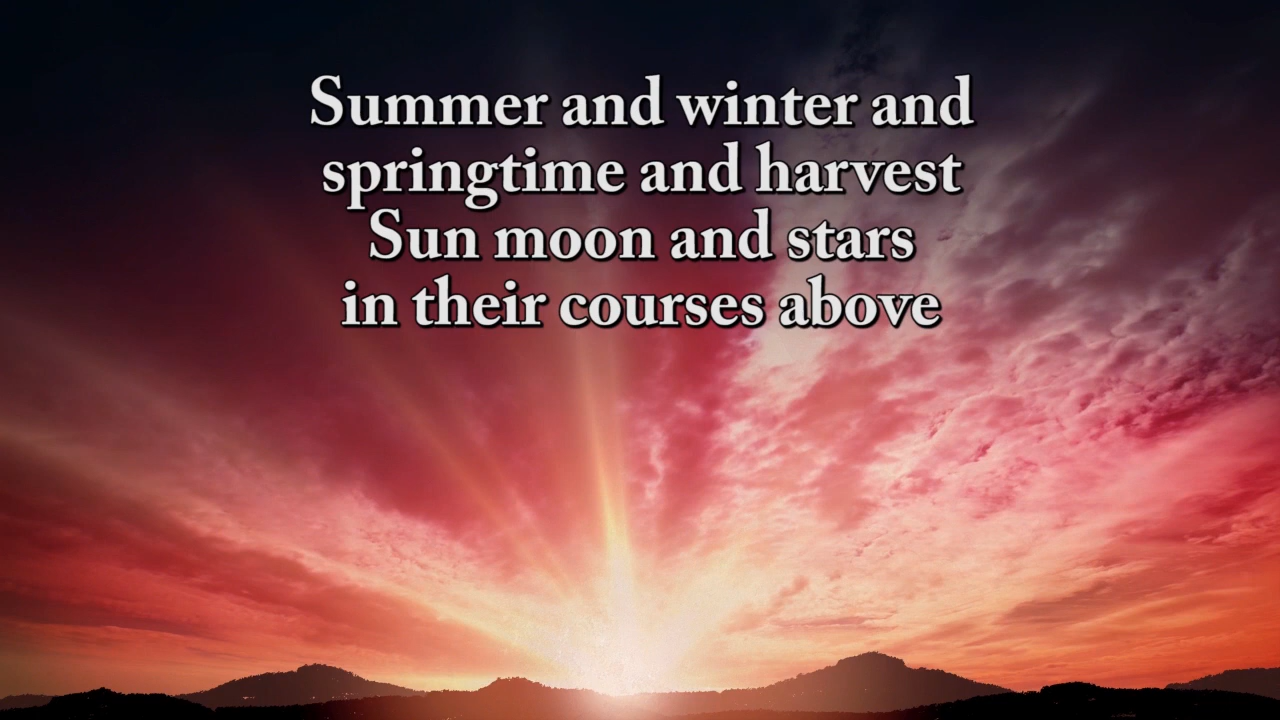 Summer and winter and
springtime and harvest
Sun moon and stars
in their courses above